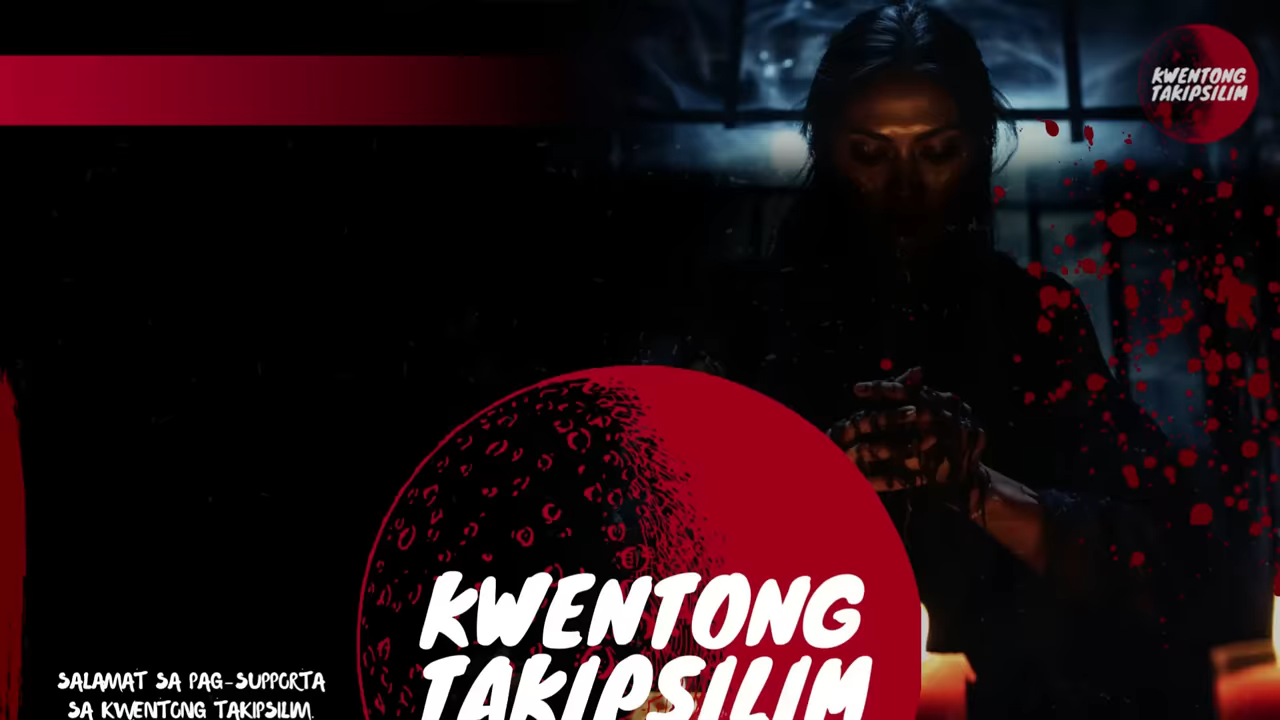 KWENTONG
TAKIPSILIM
KWENTONG
TAKIPSILIM
SALAMAT SA PAG-SUPPORTA
SA KWENTONG TAKIPSILIM.